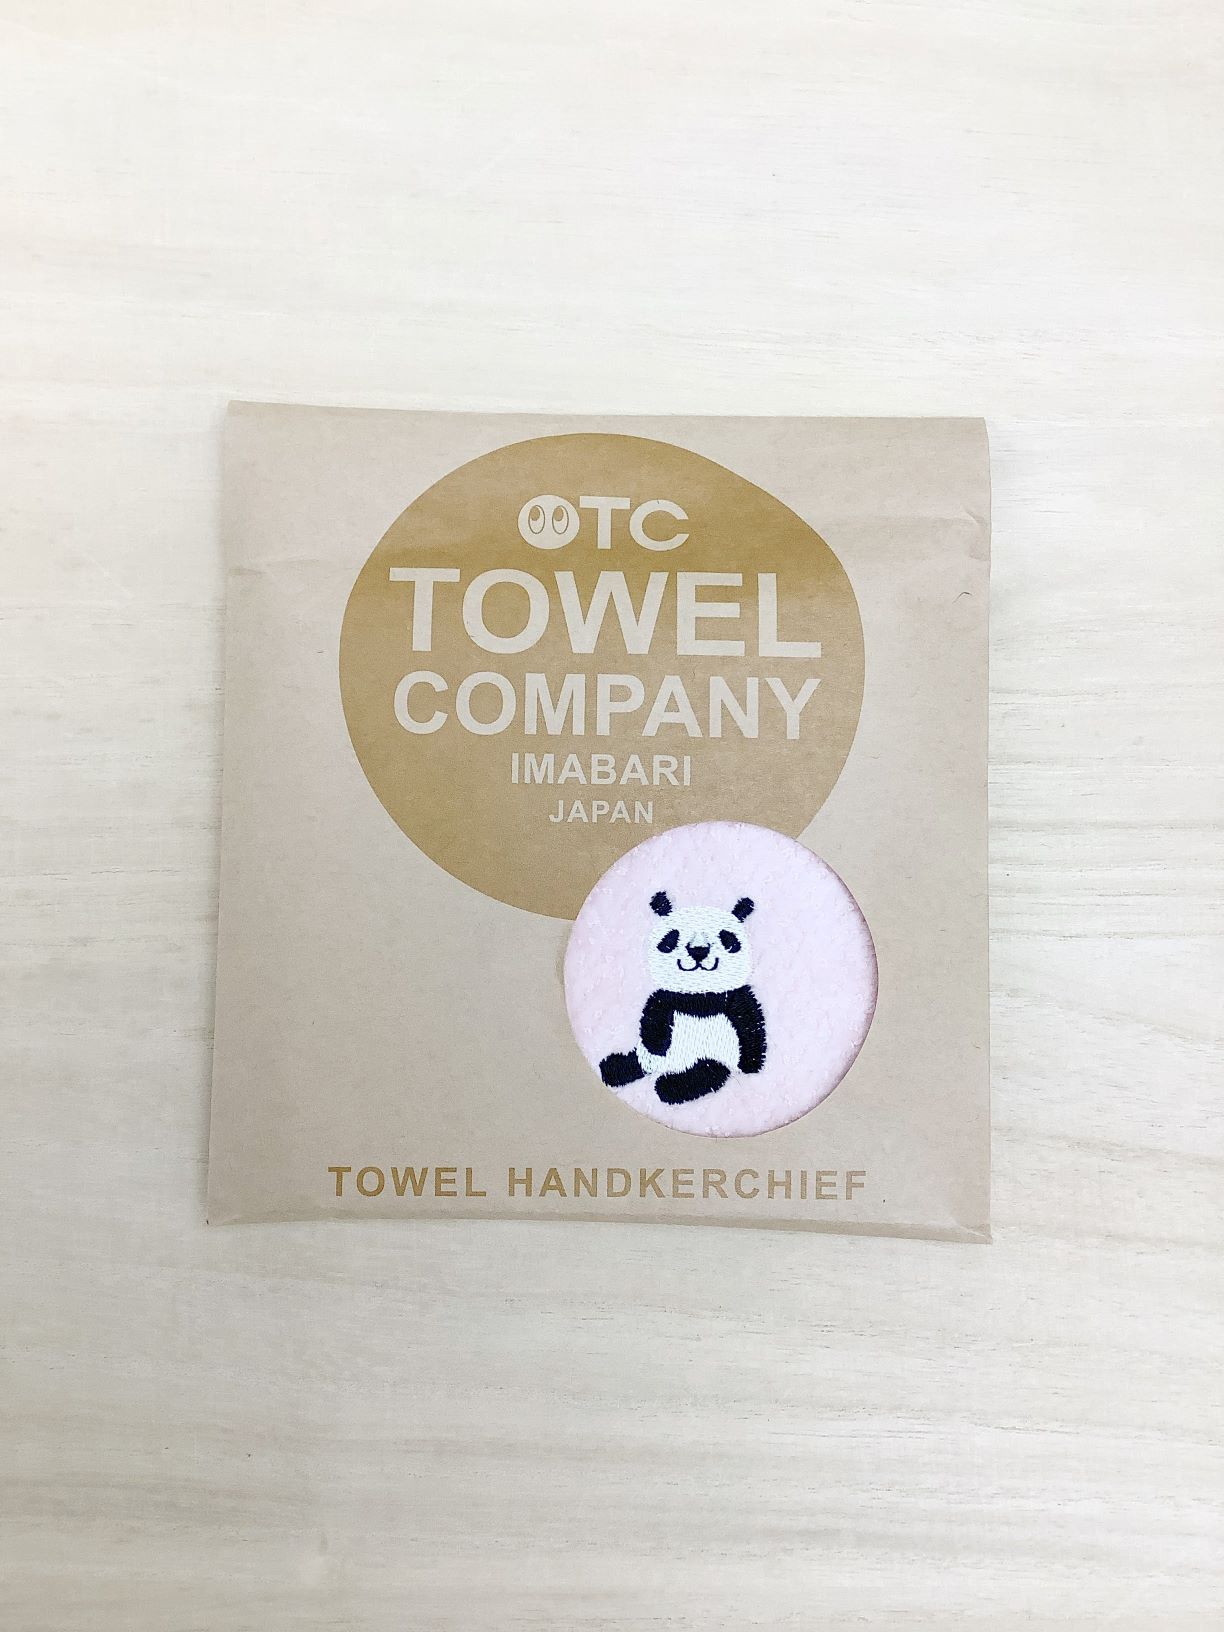 OTC
TOWEL
COMPANY
IMABARI
JAPAN
TOWEL HANDKERCHIEF